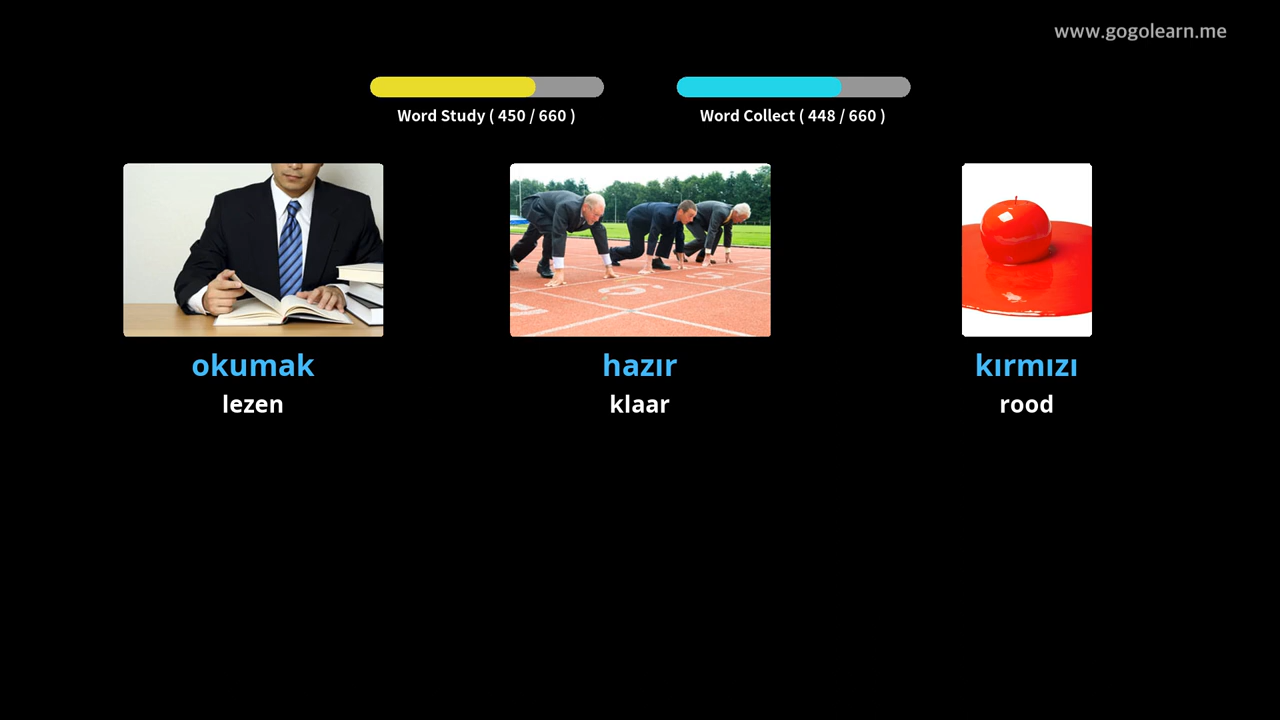 www.gogolearn.me
Word Study ( 450 / 660 )
Word Collect ( 448 / 660 )
okumak
lezen
hazır
klaar
kırmızı
rood